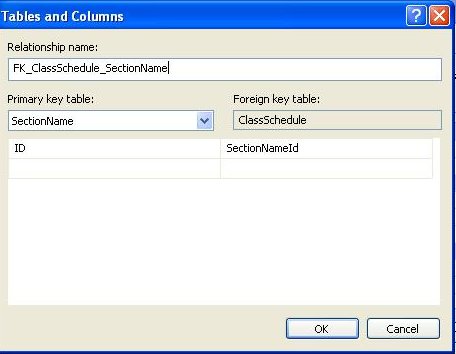 Tables and Columns
Relationship name:
FK_ClassSchedule_SectionName
Primary key table:
Foreign key table:
SectionName
ClassSchedule
ID
SectionNameId
OK
Cancel